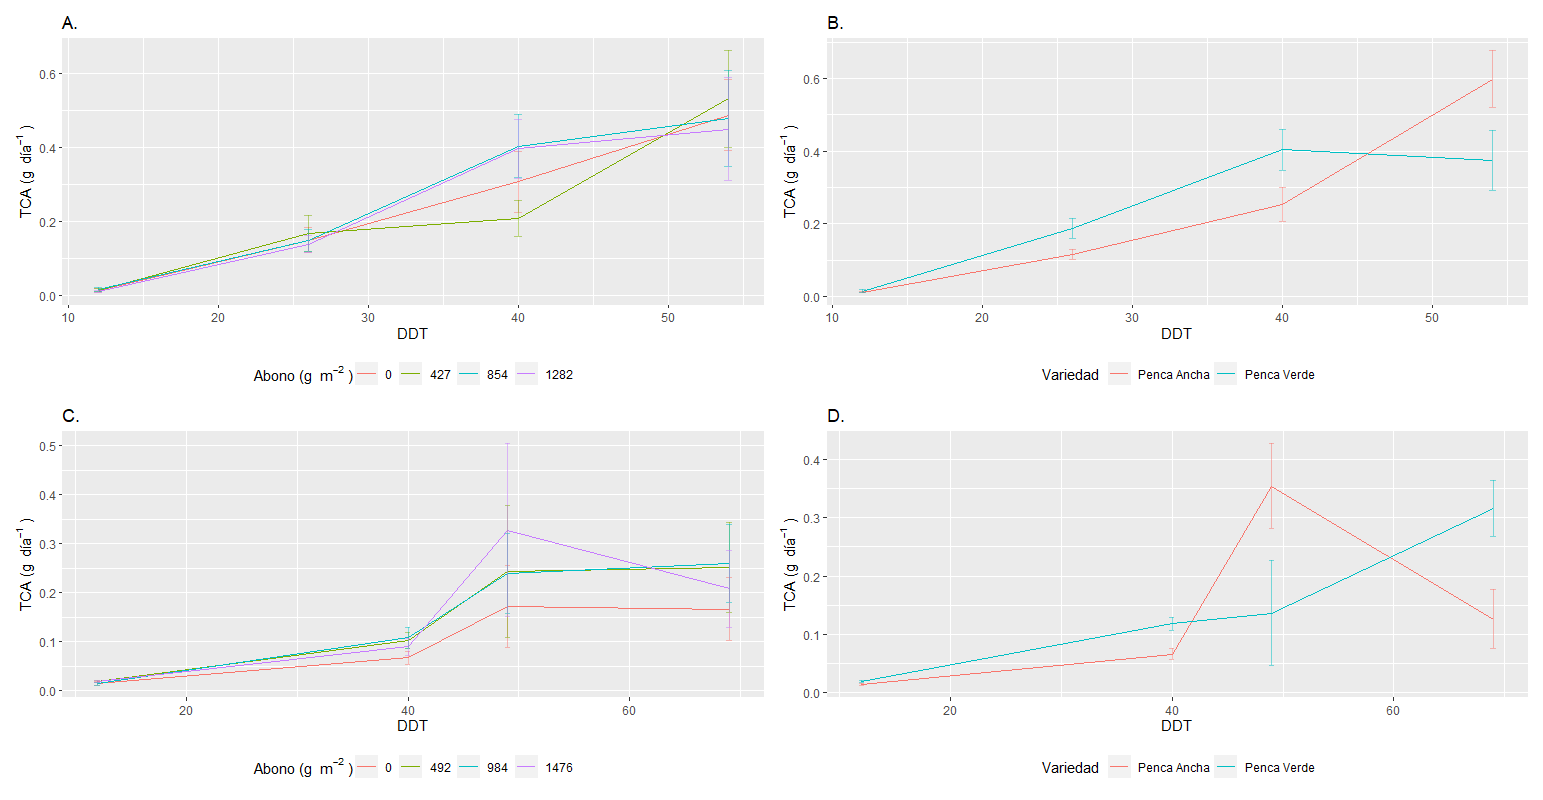 A.
TCA (g día⁻¹ )
0.6
0.4
0.2
0.0
10 20 30 40 50
DDT
Abono (g m⁻² ) 0 427 854 1282
B.
TCA (g día⁻¹ )
0.6
0.4
0.2
0.0
10 20 30 40 50
DDT
Variedad Penca Ancha Penca Verde
C.
TCA (g día⁻¹ )
0.5
0.4
0.3
0.2
0.1
0.0
20 40 60
DDT
Abono (g m⁻² ) 0 492 984 1476
D.
TCA (g día⁻¹ )
0.4
0.3
0.2
0.1
0.0
20 40 60
DDT
Variedad Penca Ancha Penca Verde